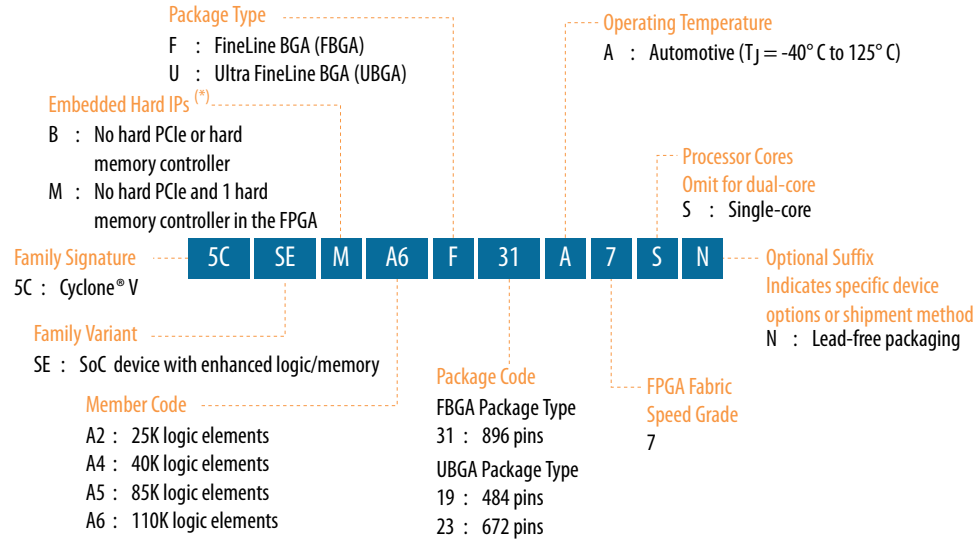 Package Type
F : FineLine BGA (FBGA)
U : Ultra FineLine BGA (UBGA)
Operating Temperature
A : Automotive (TJ = -40° C to 125° C)
Embedded Hard IPs (*)
B : No hard PCIe or hard
memory controller
M : No hard PCIe and 1 hard
memory controller in the FPGA
Processor Cores
Omit for dual-core
S : Single-core
Family Signature
5C : Cyclone® V
5C SE M A6 F 31 A 7 S N
Optional Suffix
Indicates specific device
options or shipment method
N : Lead-free packaging
Family Variant
SE : SoC device with enhanced logic/memory
Member Code
A2 : 25K logic elements
A4 : 40K logic elements
A5 : 85K logic elements
A6 : 110K logic elements
Package Code
FBGA Package Type
31 : 896 pins
UBGA Package Type
19 : 484 pins
23 : 672 pins
FPGA Fabric
Speed Grade
7